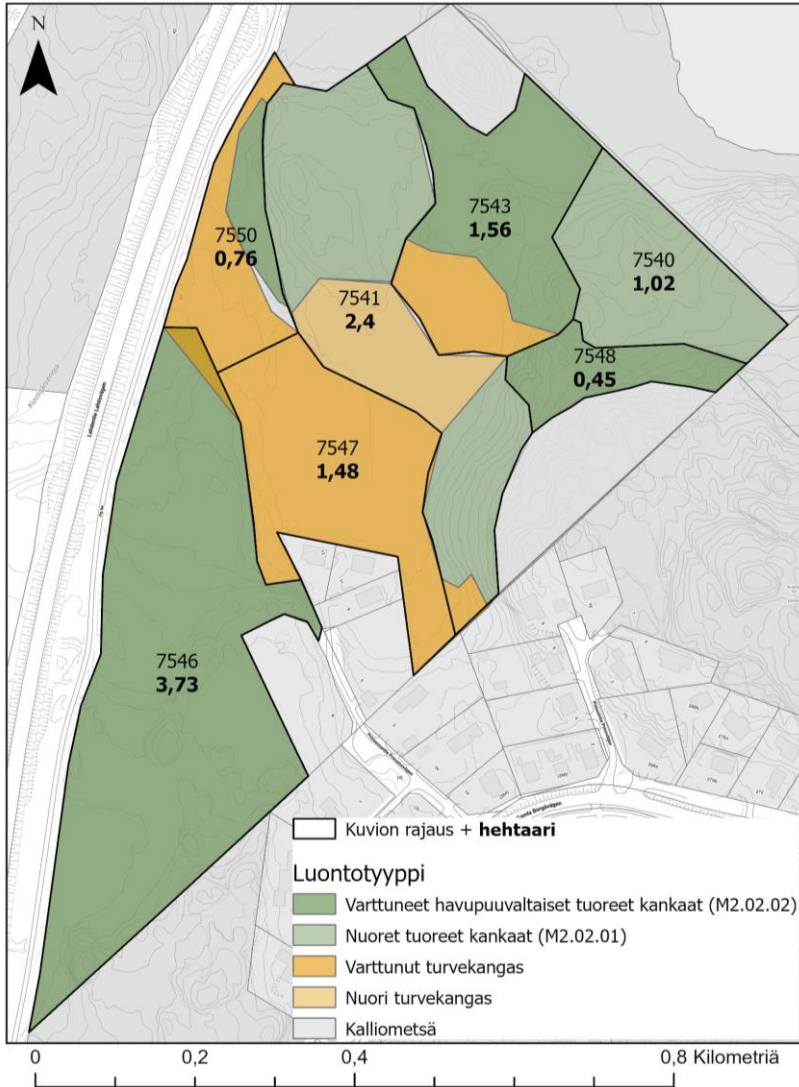 N
7543
1,56
7550
0,76
7540
1,02
7541
2,4
7548
0,45
7547
1,48
7546
3,73
Kuvion rajaus + hehtaari
Luontotyyppi
Varttuneet havupuuvaltaiset tuoreet kankaat (M2.02.02)
Nuoret tuoreet kankaat (M2.02.01)
Varttunut turvekangas
Nuori turvekangas
Kalliometsä
0 0,2 0,4 0,8 Kilometriä